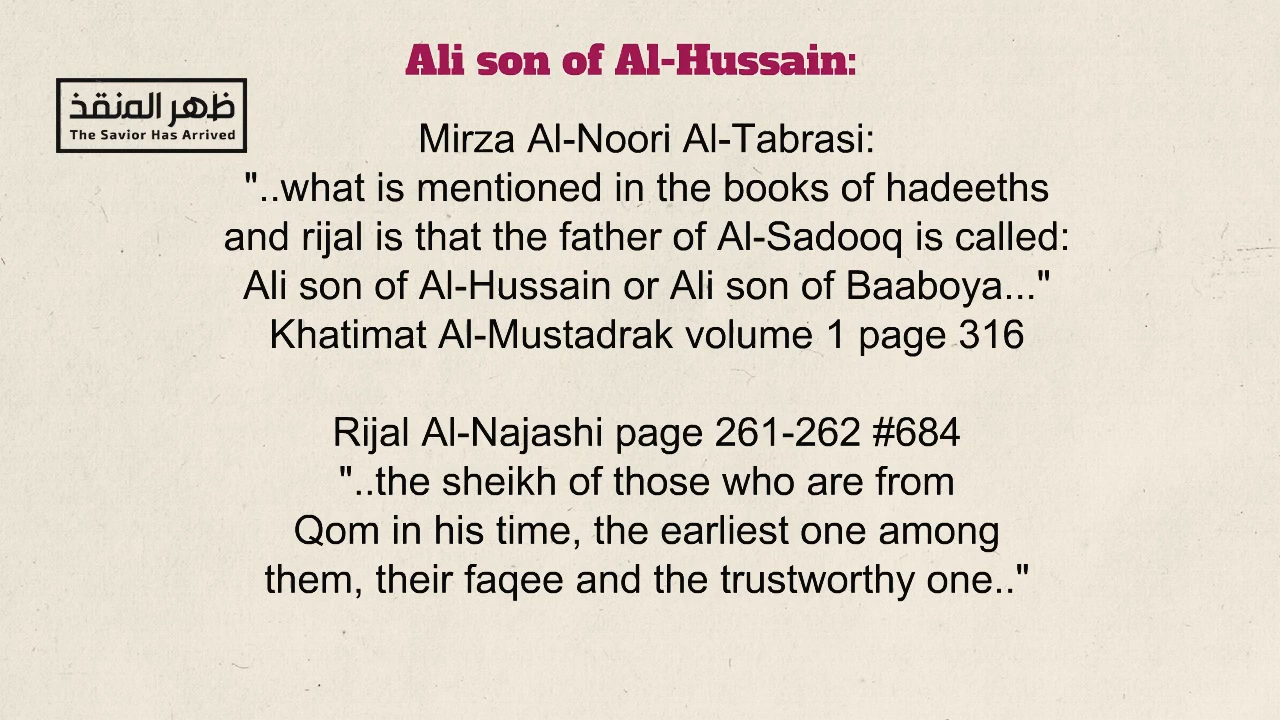 Ali son of Al-Hussain:
ظهر المنقذ
The Savior Has Arrived
Mirza Al-Noori Al-Tabrasi:
"..what is mentioned in the books of hadeeths
and rijal is that the father of Al-Sadooq is called:
Ali son of Al-Hussain or Ali son of Baaboya..."
Khatimat Al-Mustadrak volume 1 page 316
Rijal Al-Najashi page 261-262 #684
"..the sheikh of those who are from
Qom in his time, the earliest one among
them, their faqee and the trustworthy one.."